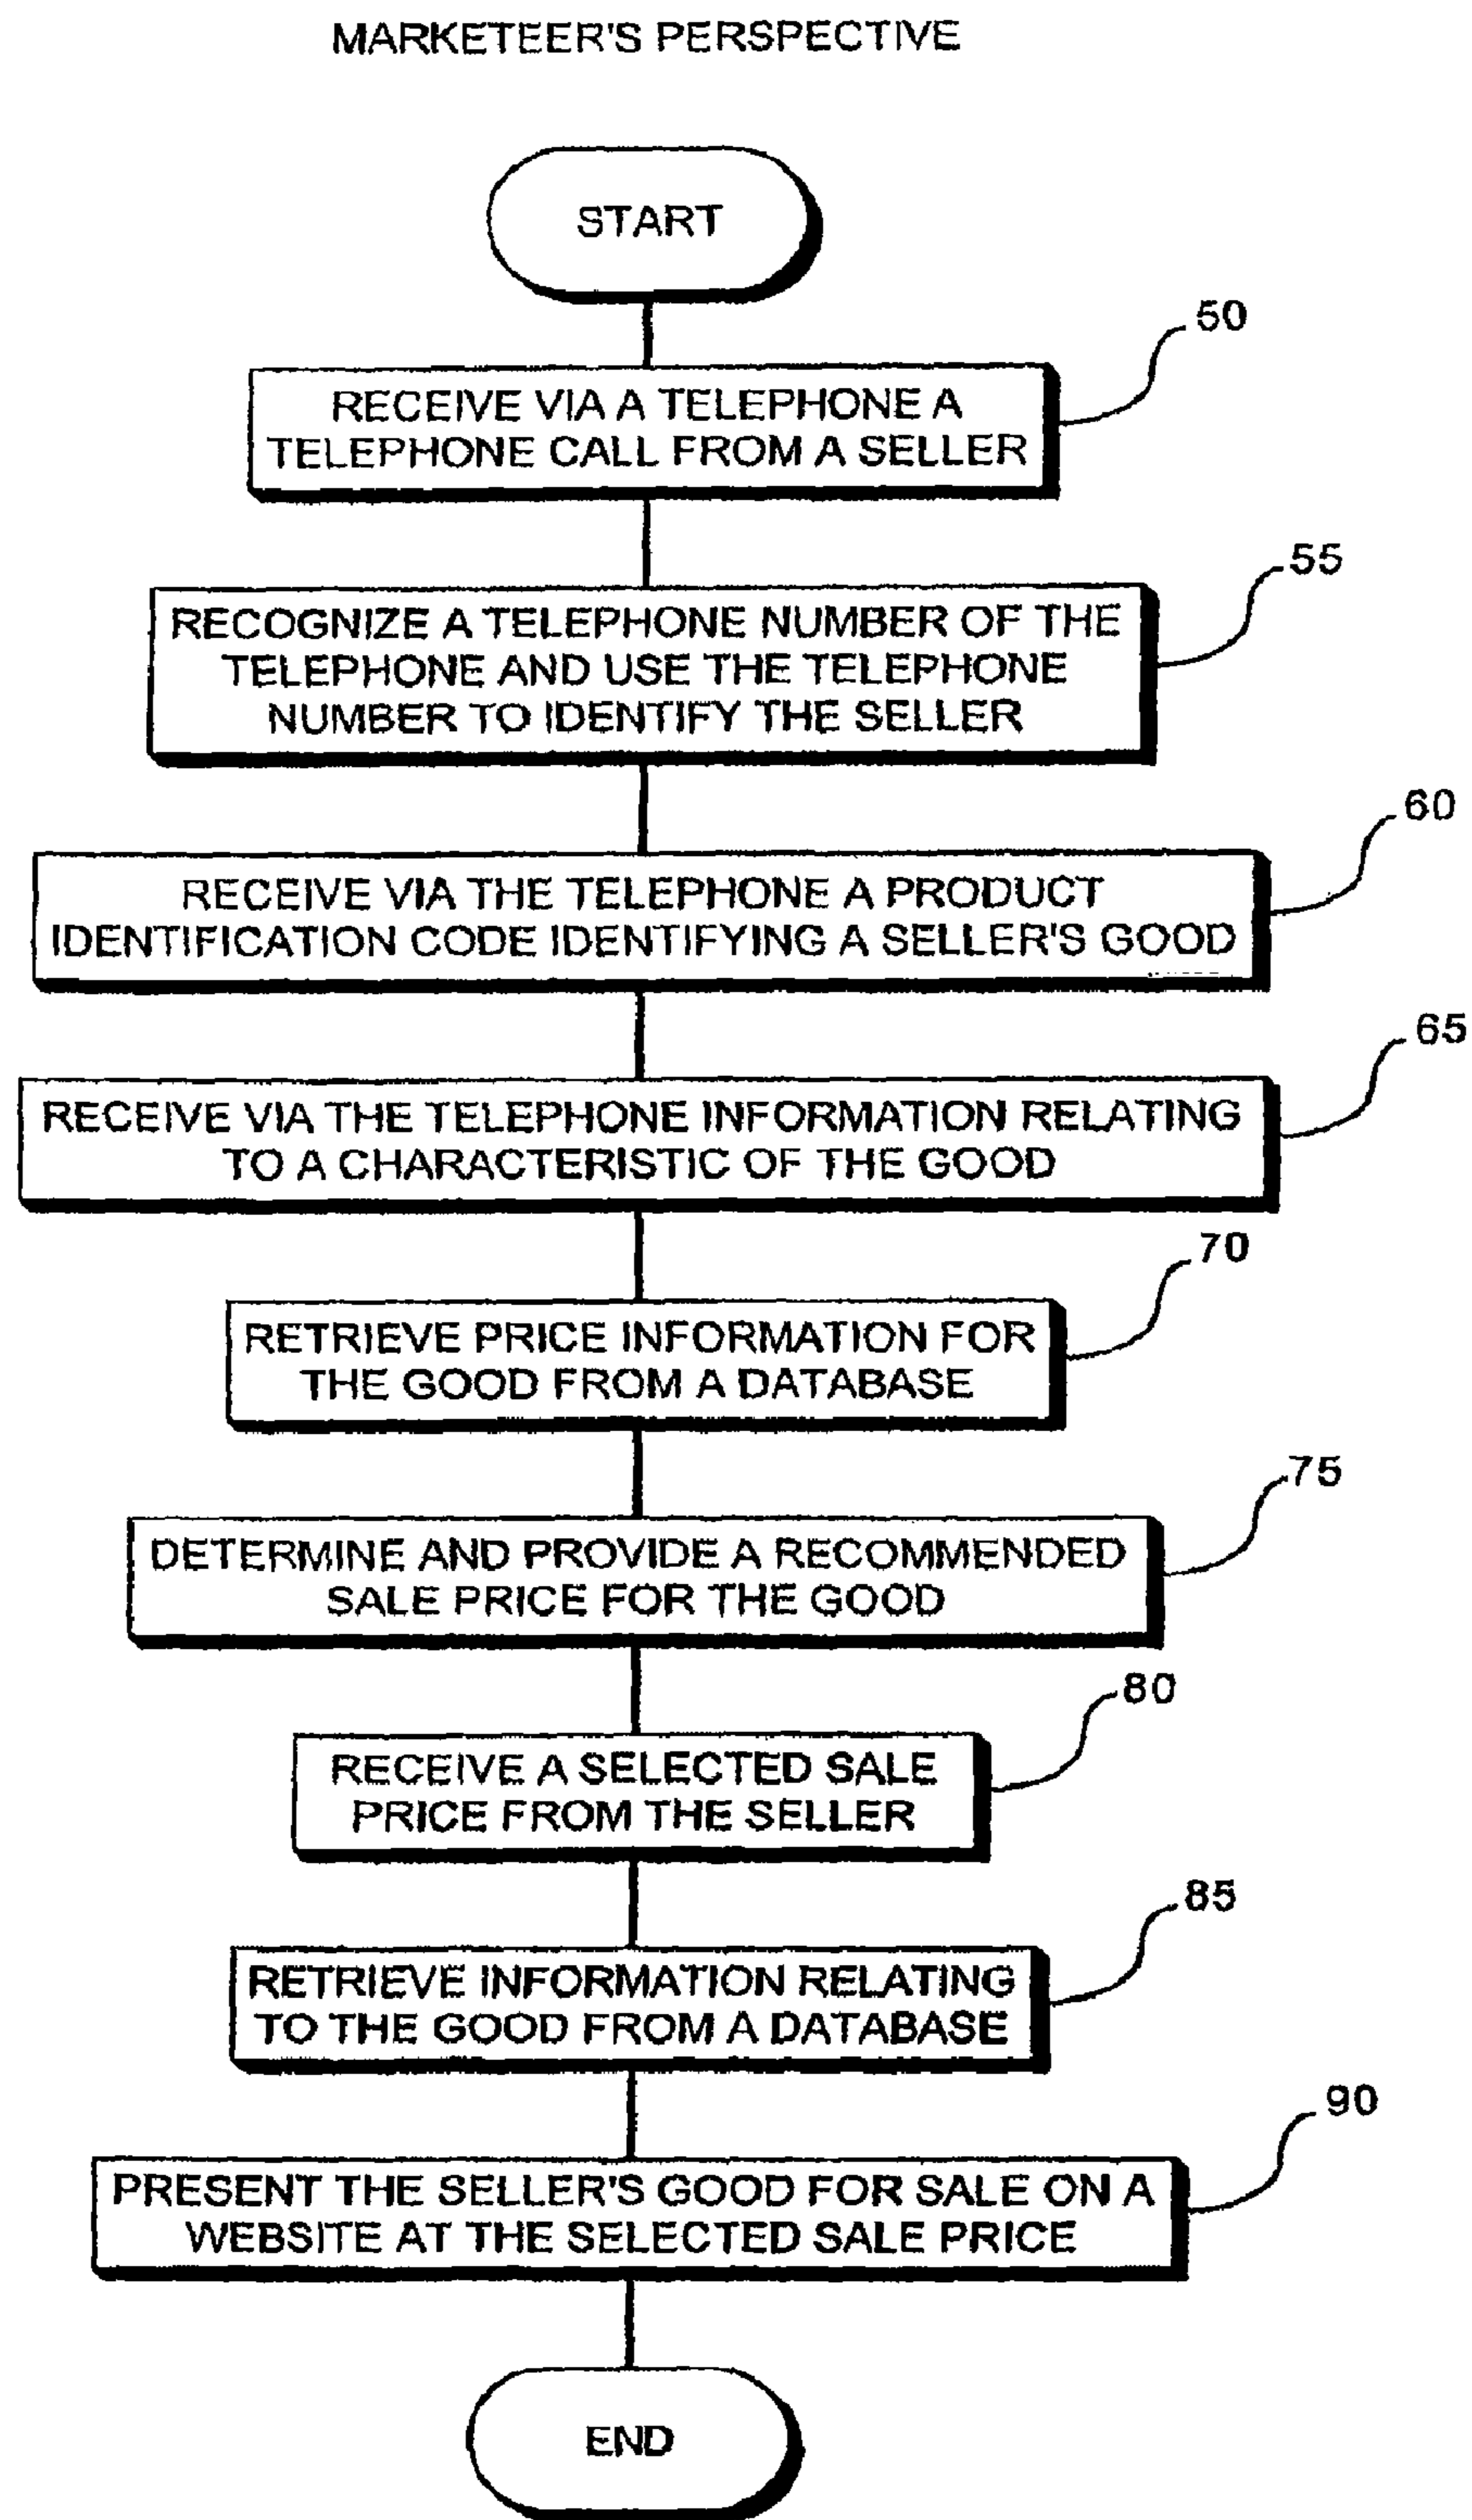 MARKETEER'S PERSPECTIVE
START
50
RECEIVE VIA A TELEPHONE A
TELEPHONE CALL FROM A SELLER
55
RECOGNIZE A TELEPHONE NUMBER OF THE
TELEPHONE AND USE THE TELEPHONE
NUMBER TO IDENTIFY THE SELLER
60
RECEIVE VIA THE TELEPHONE A PRODUCT
IDENTIFICATION CODE IDENTIFYING A SELLER'S GOOD
65
RECEIVE VIA THE TELEPHONE INFORMATION RELATING
TO A CHARACTERISTIC OF THE GOOD
70
RETRIEVE PRICE INFORMATION FOR
THE GOOD FROM A DATABASE
75
DETERMINE AND PROVIDE A RECOMMENDED
SALE PRICE FOR THE GOOD
80
RECEIVE A SELECTED SALE
PRICE FROM THE SELLER
85
RETRIEVE INFORMATION RELATING
TO THE GOOD FROM A DATABASE
90
PRESENT THE SELLER'S GOOD FOR SALE ON A
WEBSITE AT THE SELECTED SALE PRICE
END